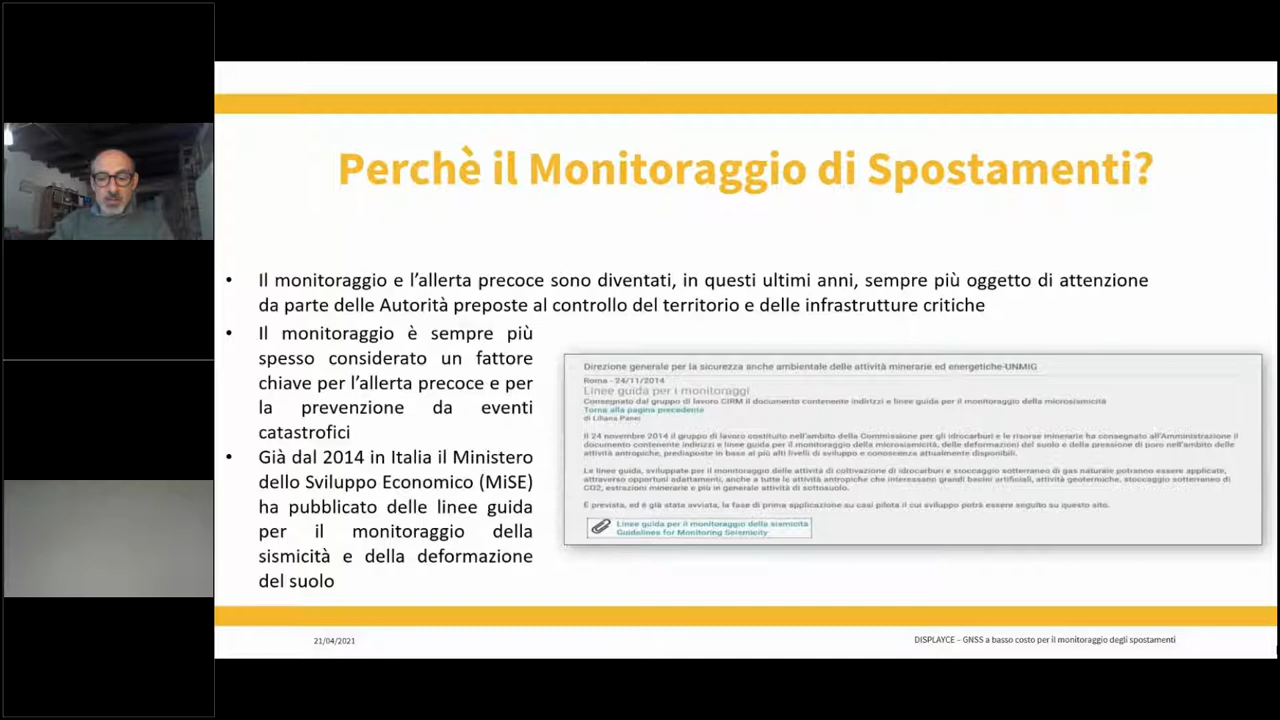 Perchè il Monitoraggio di Spostamenti?
• Il monitoraggio e l'allerta precoce sono diventati, in questi ultimi anni, sempre più oggetto di attenzione
da parte delle Autorità preposte al controllo del territorio e delle infrastrutture critiche
• Il monitoraggio è sempre più
spesso considerato un fattore
chiave per l'allerta precoce e per
la prevenzione da eventi
catastrofici
• Già dal 2014 in Italia il Ministero
dello Sviluppo Economico (MiSE)
ha pubblicato delle linee guida
per il monitoraggio della
sismicità e della deformazione
del suolo
Direzione generale per la sicurezza anche ambientale delle attività minerarie ed energetiche-UNMIG
Roma - 24/11/2014
Linee guida per i monitoraggi
Consegnato dal gruppo di lavoro CIRM il documento contenente indirizzi e linee guida per il monitoraggio della microsismicità
Torna alla pagina precedente
di Liliana Panei
Il 24 novembre 2014 il gruppo di lavoro costituito nell'ambito della Commissione per gli idrocarburi e le risorse minerarie ha consegnato all'Amministrazione il
documento contenente indirizzi e linee guida per il monitoraggio della microsismicità, delle deformazioni del suolo e della pressione di poro nell'ambito delle
attività antropiche, predisposte in base ai più alti livelli di sviluppo e conoscenza attualmente disponibili.
Le linee guida, sviluppate per il monitoraggio delle attività di coltivazione di idrocarburi e stoccaggio sotterraneo di gas naturale potranno essere applicate,
attraverso opportuni adattamenti, anche a tutte le attività antropiche che interessano grandi bacini artificiali, attività geotermiche, stoccaggio sotterraneo di
CO2, estrazioni minerarie e più in generale attività di sottosuolo.
È prevista, ed è già stata avviata, la fase di prima applicazione su casi pilota il cui sviluppo potrà essere seguito su questo sito.
Linee guida per il monitoraggio della sismicità
Guidelines for Monitoring Seismicity
21/04/2021
DISPLAYCE – GNSS a basso costo per il monitoraggio degli spostamenti